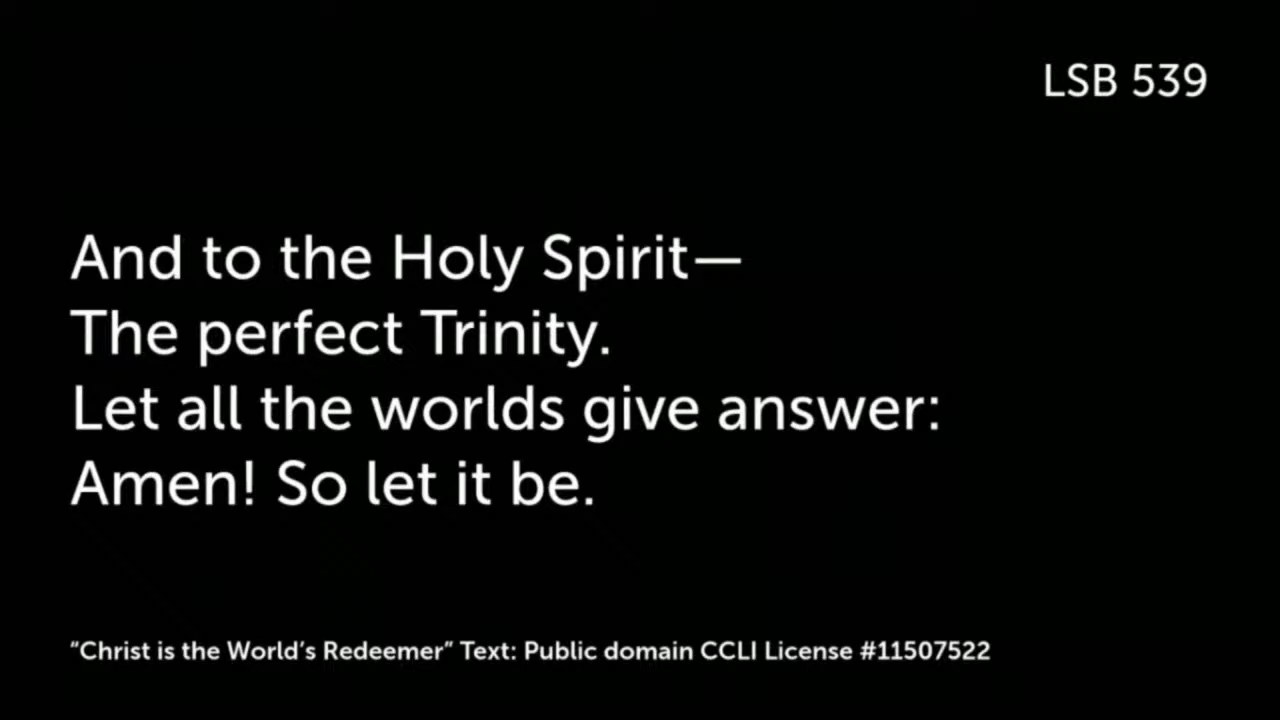 LSB 539
And to the Holy Spirit—
The perfect Trinity.
Let all the worlds give answer:
Amen! So let it be.
“Christ is the World’s Redeemer” Text: Public domain CCLI License #11507522